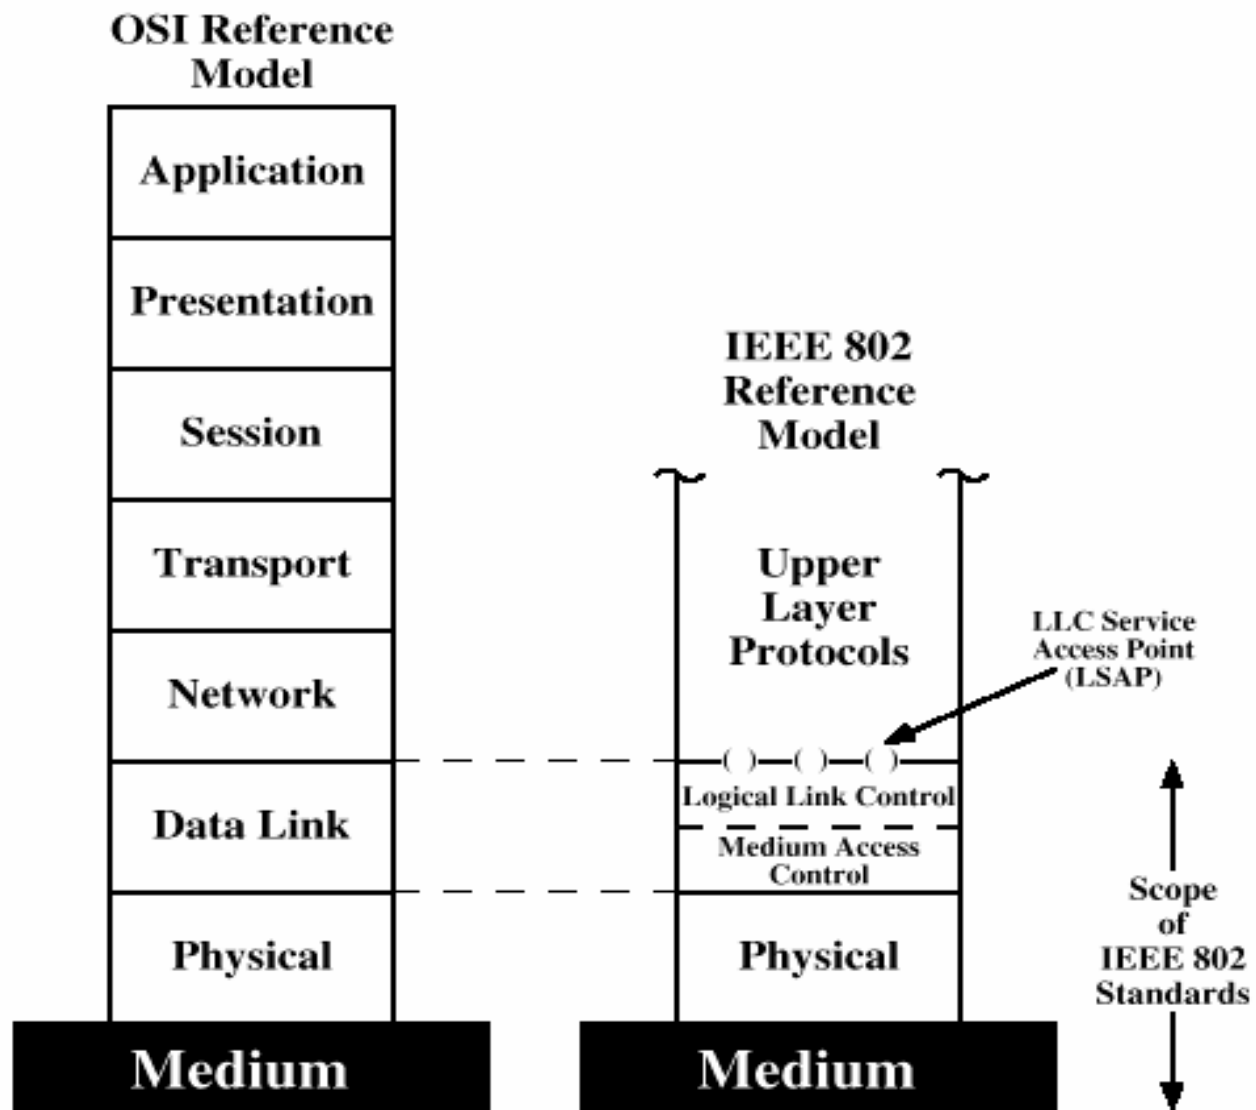 OSI Reference
Model
Application
Presentation
Session
Transport
Network
Data Link
Physical
Medium
IEEE 802
Reference
Model
Upper
Layer
Protocols
LLC Service
Access Point
(LSAP)
Logical Link Control
Medium Access
Control
Physical
Medium
Scope
of
IEEE 802
Standards